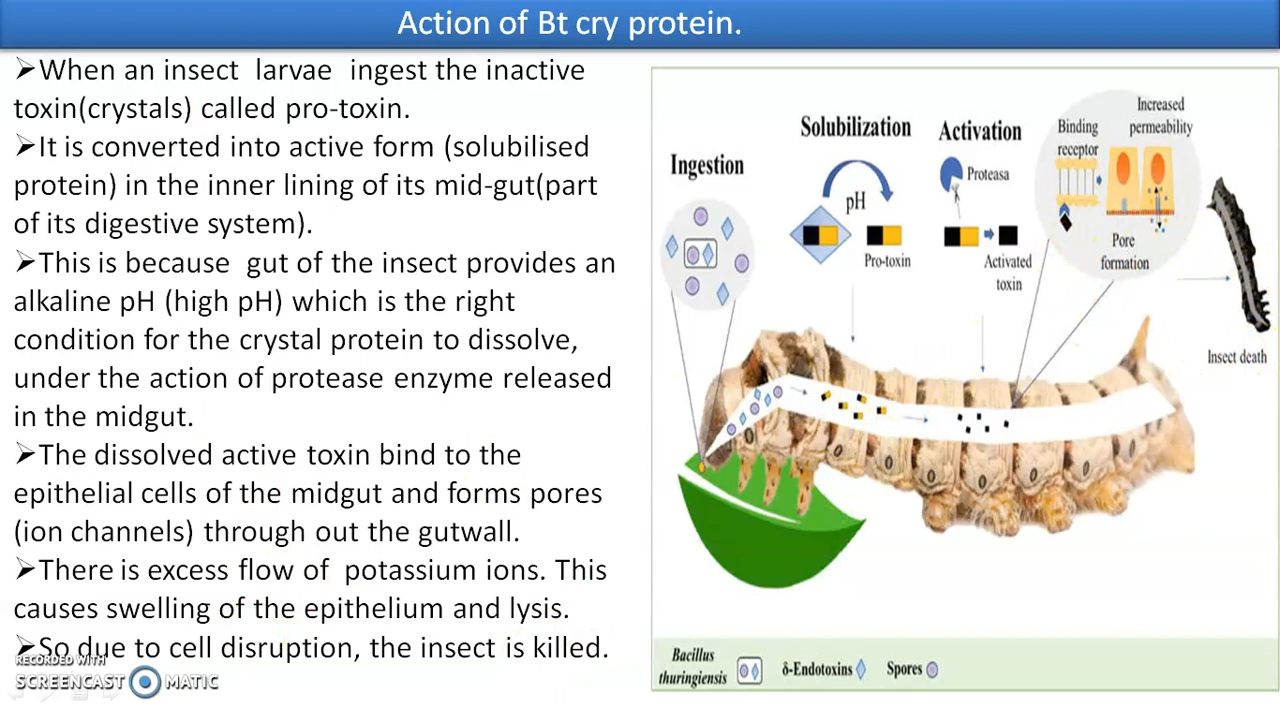 Action of Bt cry protein.
➢When an insect larvae ingest the inactive
toxin(crystals) called pro-toxin.
➢It is converted into active form (solubilised
protein) in the inner lining of its mid-gut(part
of its digestive system).
➢This is because gut of the insect provides an
alkaline pH (high pH) which is the right
condition for the crystal protein to dissolve,
under the action of protease enzyme released
in the midgut.
➢The dissolved active toxin bind to the
epithelial cells of the midgut and forms pores
(ion channels) through out the gutwall.
➢There is excess flow of potassium ions. This
causes swelling of the epithelium and lysis.
➢So due to cell disruption, the insect is killed.
RECORDED WITH
SCREENCAST MATIC
Ingestion
Solubilization
pH
Pro-toxin
Activation
Proteasa
Activated
toxin
Binding
receptor
Increased
permeability
Pore
formation
Insect death
Bacillus
thuringiensis
δ-Endotoxins
Spores